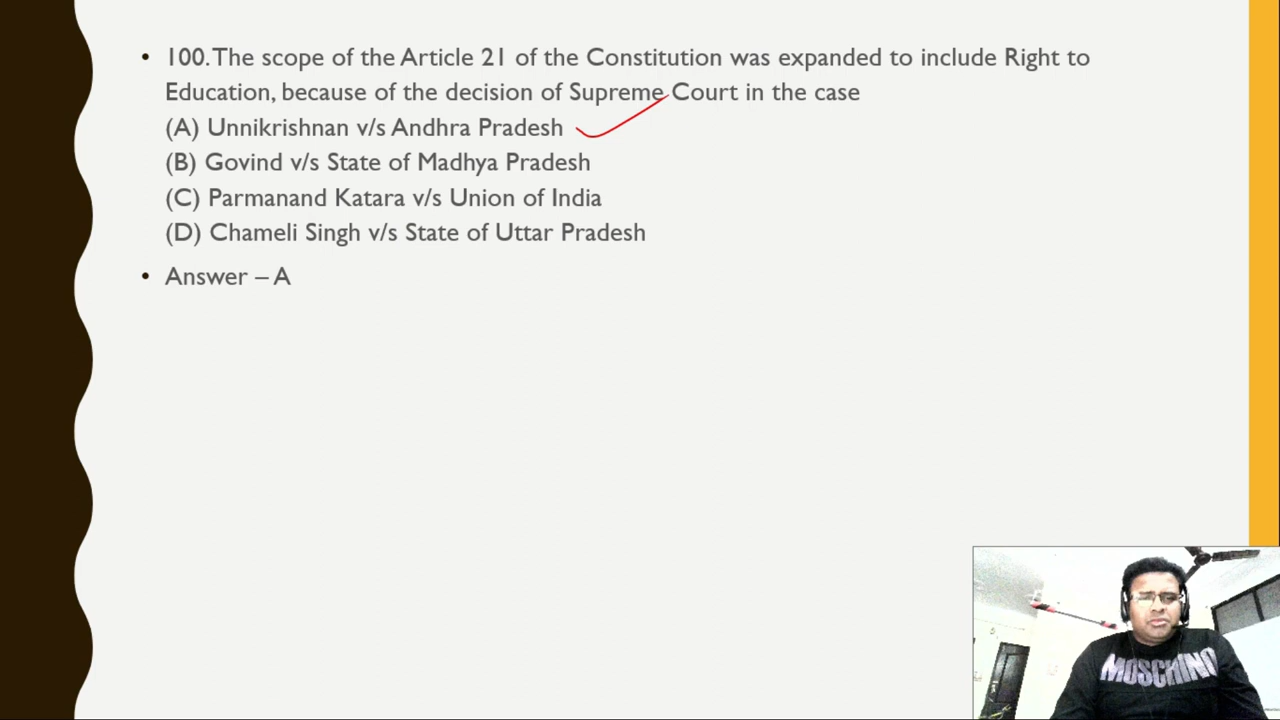 • 100. The scope of the Article 21 of the Constitution was expanded to include Right to
Education, because of the decision of Supreme Court in the case
(A) Unnikrishnan v/s Andhra Pradesh
(B) Govind v/s State of Madhya Pradesh
(C) Parmanand Katara v/s Union of India
(D) Chameli Singh v/s State of Uttar Pradesh
• Answer – A
MOSCHINO